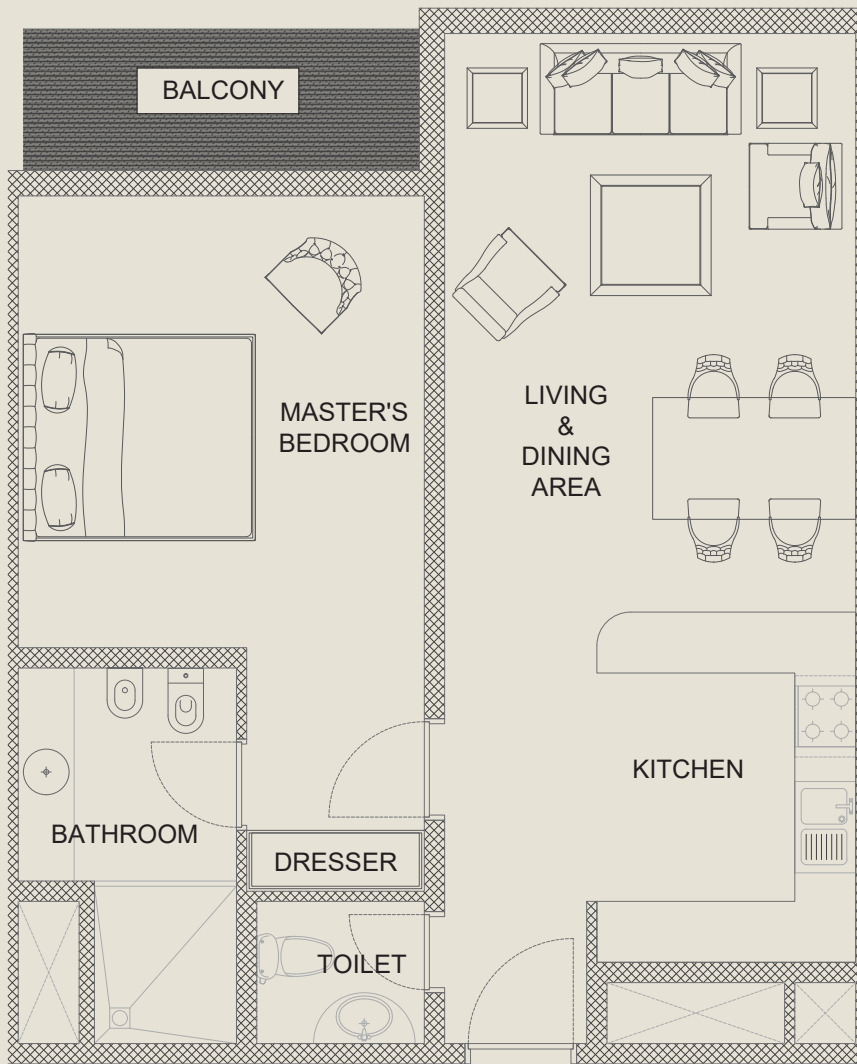 BALCONY
MASTER'S
BEDROOM
LIVING
&
DINING
AREA
KITCHEN
BATHROOM
DRESSER
TOILET